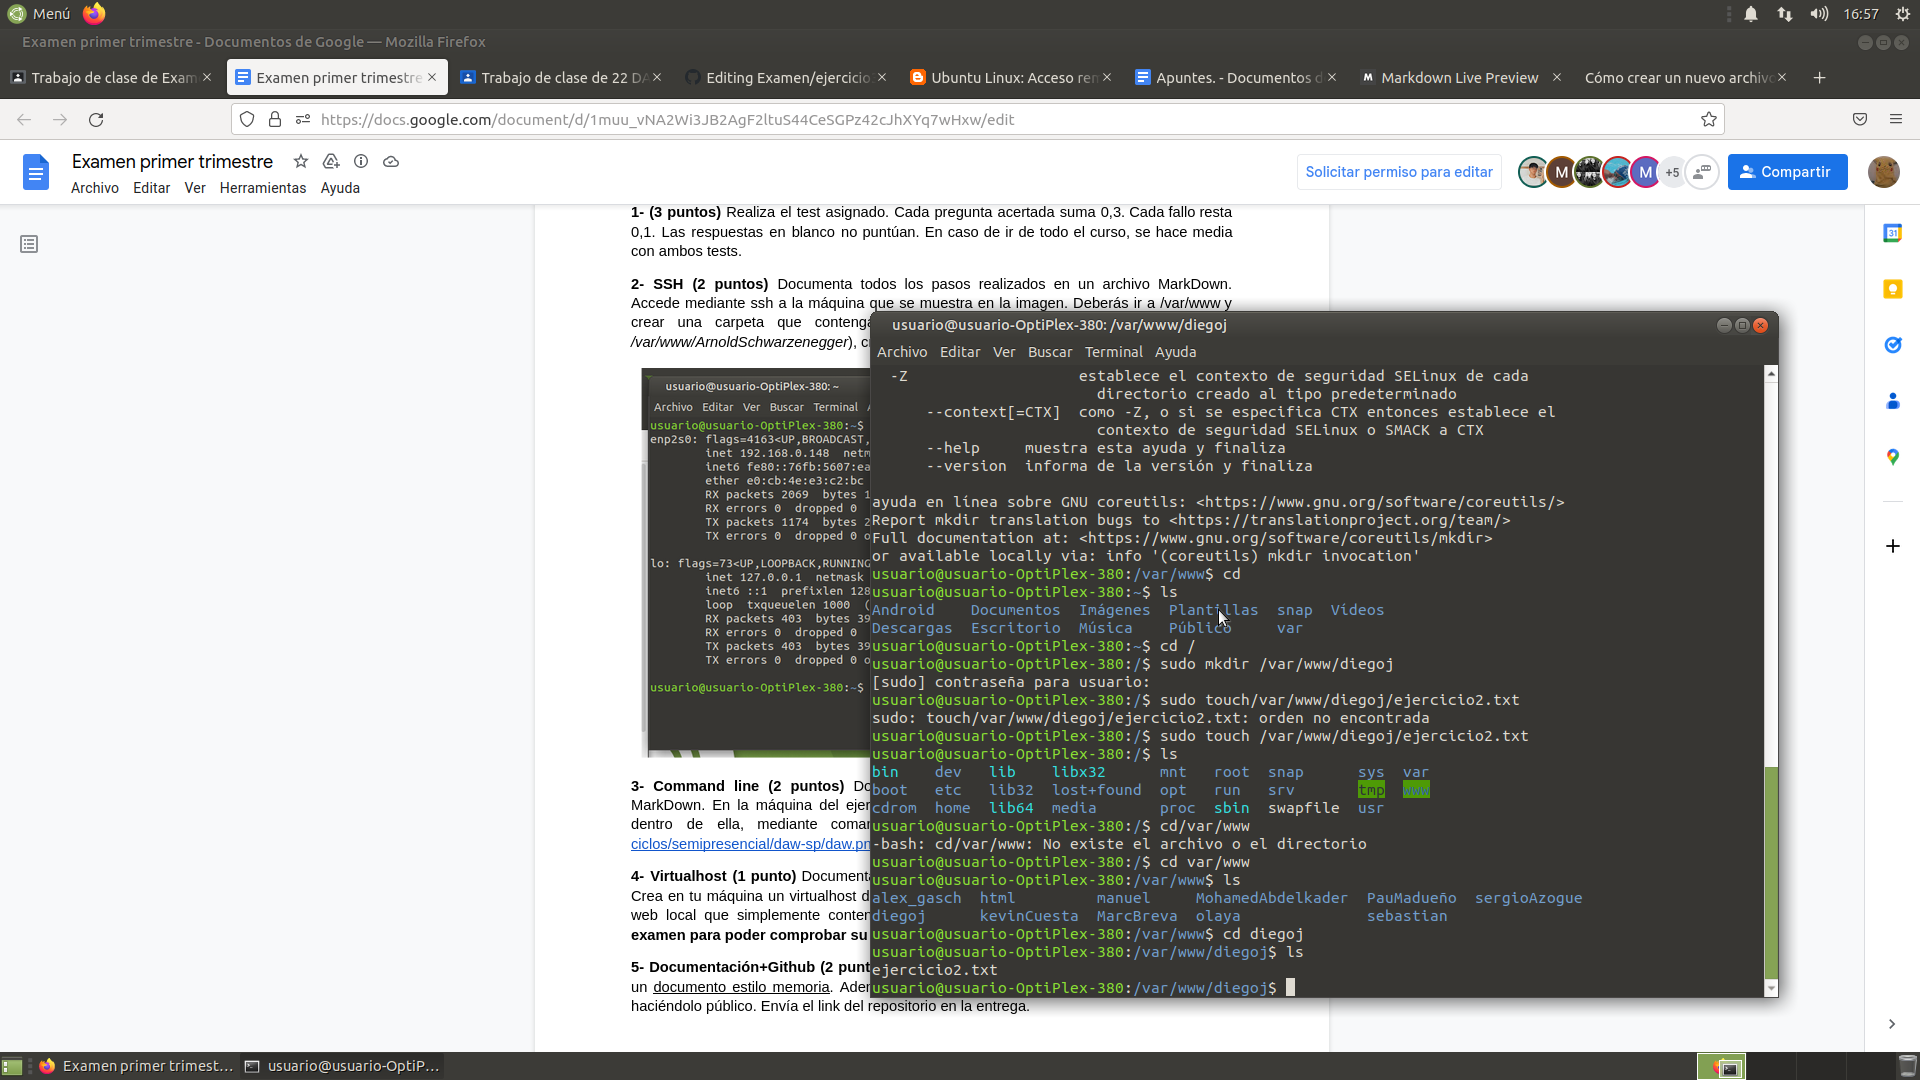 Menú
16:57
Examen primer trimestre - Documentos de Google — Mozilla Firefox
Trabajo de clase de Exam
Examen primer trimestre
Trabajo de clase de 22 DA
Editing Examen/ejercicio
Ubuntu Linux: Acceso rem
Apuntes. - Documentos d
M Markdown Live Preview
Cómo crear un nuevo archivo
https://docs.google.com/document/d/1muu_vNA2Wi3JB2AgF2ltuS44CeSGPz42cJhXYq7wHxw/edit
Examen primer trimestre
Archivo Editar Ver Herramientas Ayuda
Solicitar permiso para editar
M
M
+5
Compartir
31
1- (3 puntos) Realiza el test asignado. Cada pregunta acertada suma 0,3. Cada fallo resta
0,1. Las respuestas en blanco no puntúan. En caso de ir de todo el curso, se hace media
con ambos tests.
2- SSH (2 puntos) Documenta todos los pasos realizados en un archivo MarkDown.
Accede mediante ssh a la máquina que se muestra en la imagen. Deberás ir a /var/www y
crear una carpeta que contenga
/var/www/ArnoldSchwarzenegger), c
usuario@usuario-OptiPlex-380: ~
Archivo Editar Ver Buscar Terminal A
usuario@usuario-OptiPlex-380:~$
enp2s0: flags=4163<UP,BROADCAST,
inet 192.168.0.148 netm
inet6 fe80::76fb:5607:ea
ether e0:cb:4e:e3:c2:bc
RX packets 2069 bytes 1
RX errors 0 dropped 0
TX packets 1174 bytes 2
TX errors 0 dropped 0 o
lo: flags=73<UP,LOOPBACK,RUNNING
inet 127.0.0.1 netmask
inet6 ::1 prefixlen 128
loop txqueuelen 1000 (
RX packets 403 bytes 39
RX errors 0 dropped 0
TX packets 403 bytes 39
TX errors 0 dropped 0 o
usuario@usuario-OptiPlex-380:~$
3- Command line (2 puntos) Do
MarkDown. En la máquina del ejer
dentro de ella, mediante coman
ciclos/semipresencial/daw-sp/daw.pn
4- Virtualhost (1 punto) Documenta
Crea en tu máquina un virtualhost d
web local que simplemente conten
examen para poder comprobar su
5- Documentación+Github (2 punt
un documento estilo memoria. Ader
haciéndolo público. Envía el link del repositorio en la entrega.
usuario@usuario-OptiPlex-380: /var/www/diegoj
Archivo Editar Ver Buscar Terminal Ayuda
-Z establece el contexto de seguridad SELinux de cada
directorio creado al tipo predeterminado
--context[=CTX] como -Z, o si se especifica CTX entonces establece el
contexto de seguridad SELinux o SMACK a CTX
--help muestra esta ayuda y finaliza
--version informa de la versión y finaliza
ayuda en línea sobre GNU coreutils: <https://www.gnu.org/software/coreutils/>
Report mkdir translation bugs to <https://translationproject.org/team/>
Full documentation at: <https://www.gnu.org/software/coreutils/mkdir>
or available locally via: info '(coreutils) mkdir invocation'
usuario@usuario-OptiPlex-380:/var/www$ cd
usuario@usuario-OptiPlex-380:~$ ls
Android Documentos Imágenes Plantillas snap Vídeos
Descargas Escritorio Música Público var
usuario@usuario-OptiPlex-380:~$ cd /
usuario@usuario-OptiPlex-380:/$ sudo mkdir /var/www/diegoj
[sudo] contraseña para usuario:
usuario@usuario-OptiPlex-380:/$ sudo touch/var/www/diegoj/ejercicio2.txt
sudo: touch/var/www/diegoj/ejercicio2.txt: orden no encontrada
usuario@usuario-OptiPlex-380:/$ sudo touch /var/www/diegoj/ejercicio2.txt
usuario@usuario-OptiPlex-380:/$ ls
bin dev lib libx32 mnt root snap sys var
boot etc lib32 lost+found opt run srv tmp www
cdrom home lib64 media proc sbin swapfile usr
usuario@usuario-OptiPlex-380:/$ cd/var/www
-bash: cd/var/www: No existe el archivo o el directorio
usuario@usuario-OptiPlex-380:/$ cd var/www
usuario@usuario-OptiPlex-380:/var/www$ ls
alex_gasch html manuel MohamedAbdelkader PauMadueño sergioAzogue
diegoj kevinCuesta MarcBreva olaya sebastian
usuario@usuario-OptiPlex-380:/var/www$ cd diegoj
usuario@usuario-OptiPlex-380:/var/www/diegoj$ ls
ejercicio2.txt
usuario@usuario-OptiPlex-380:/var/www/diegoj$
Examen primer trimest...
usuario@usuario-OptiP...